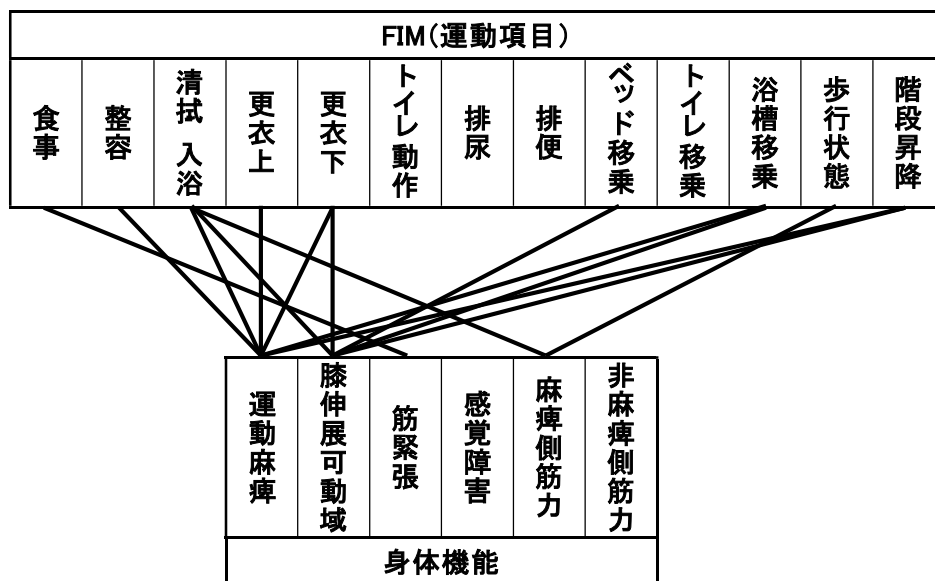 FIM(運動項目)
食事
整容
清拭 入浴
更衣上
更衣下
トイレ動作
排尿
排便
ベッド移乗
トイレ移乗
浴槽移乗
歩行状態
階段昇降
運動麻痺
膝伸展可動域
筋緊張
感覚障害
麻痺側筋力
非麻痺側筋力
身体機能